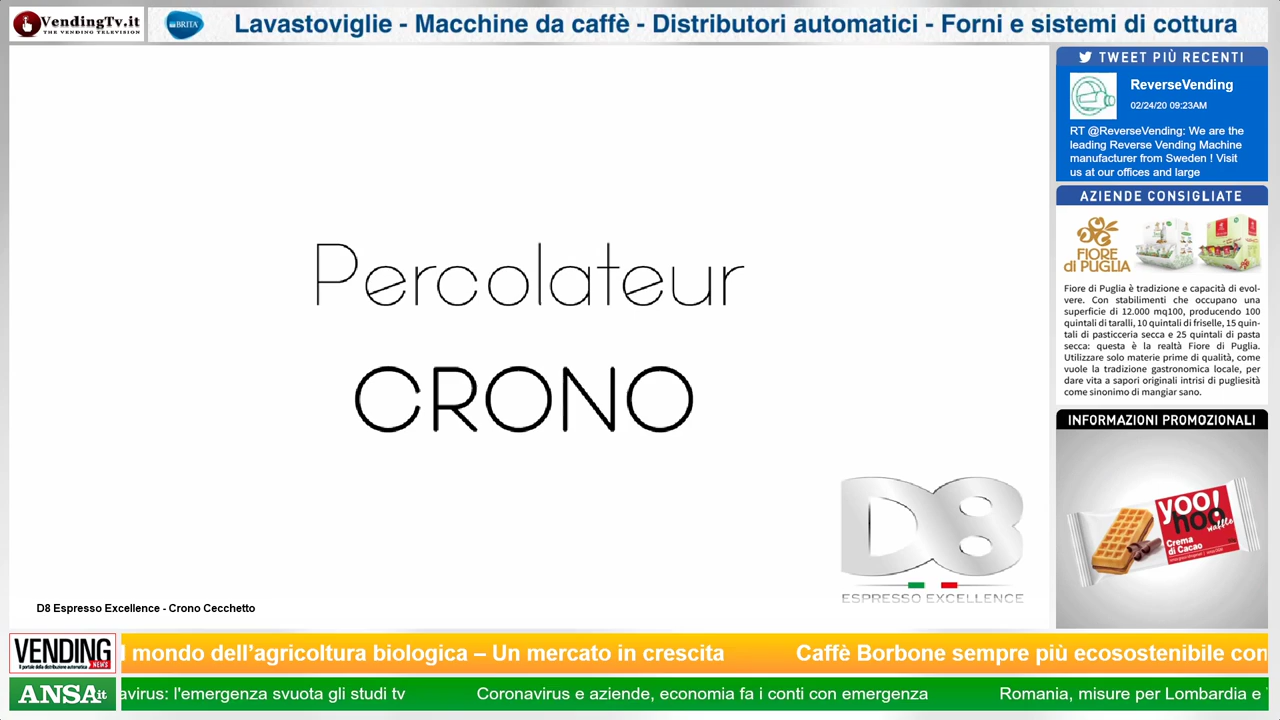 VendingTv.it
THE VENDING TELEVISION
BRITA
Lavastoviglie - Macchine da caffè - Distributori automatici - Forni e sistemi di cottura
Percolateur
CRONO
D8
ESPRESSO EXCELLENCE
D8 Espresso Excellence - Crono Cecchetto
TWEET PIÙ RECENTI
ReverseVending
02/24/20 09:23AM
RT @ReverseVending: We are the
leading Reverse Vending Machine
manufacturer from Sweden ! Visit
us at our offices and large
AZIENDE CONSIGLIATE
FIORE
di PUGLIA
Fiore di Puglia è tradizione e capacità di evol-
vere. Con stabilimenti che occupano una
superficie di 12.000 mq100, producendo 100
quintali di taralli, 10 quintali di friselle, 15 quin-
tali di pasticceria secca e 25 quintali di pasta
secca: questa è la realtà Fiore di Puglia.
Utilizzare solo materie prime di qualità, come
vuole la tradizione gastronomica locale, per
dare vita a sapori originali intrisi di pugliesità
come sinonimo di mangiar sano.
INFORMAZIONI PROMOZIONALI
yoo!
hoo
waffle
Crema
di Cacao
VENDING
NEWS
Il portale della distribuzione automatica
l mondo dell’agricoltura biologica – Un mercato in crescita
Caffè Borbone sempre più ecosostenibile con
ANSA.it
avirus: l'emergenza svuota gli studi tv
Coronavirus e aziende, economia fa i conti con emergenza
Romania, misure per Lombardia e